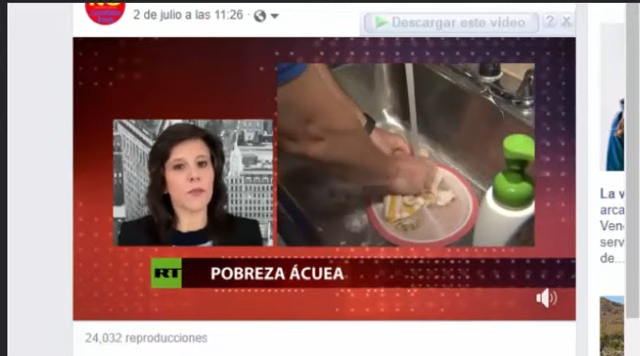 2 de julio a las 11:26 ·
Descargar este video ? X
RT POBREZA ÁCUEA
24,032 reproducciones
La v
arca
Ven
serv
de...